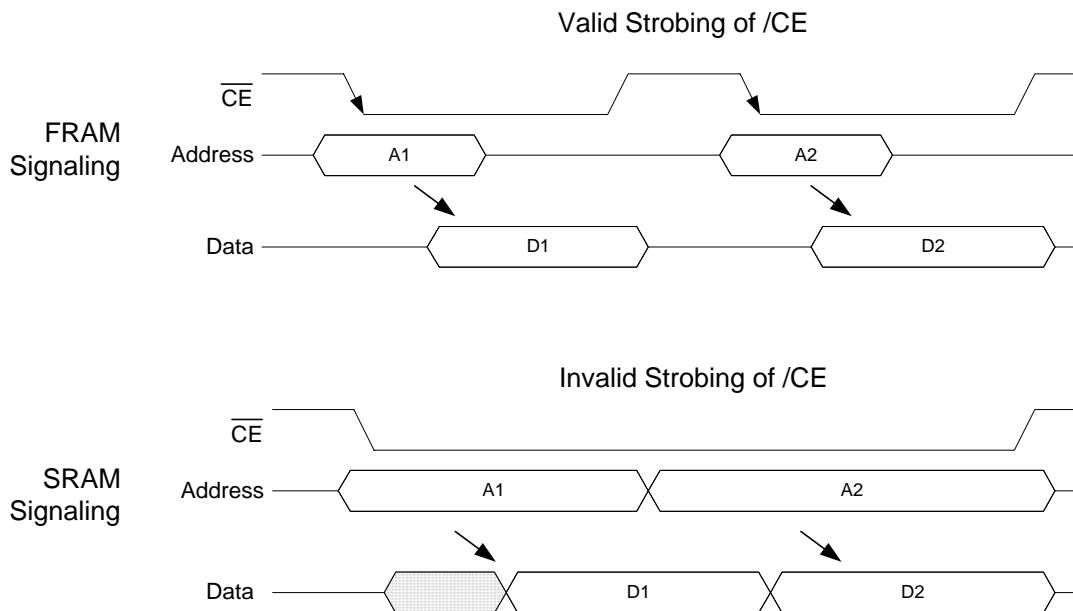 Valid Strobing of /CE
CE
FRAM
Signaling
Address
A1
A2
Data
D1
D2
Invalid Strobing of /CE
CE
SRAM
Signaling
Address
A1
A2
Data
D1
D2